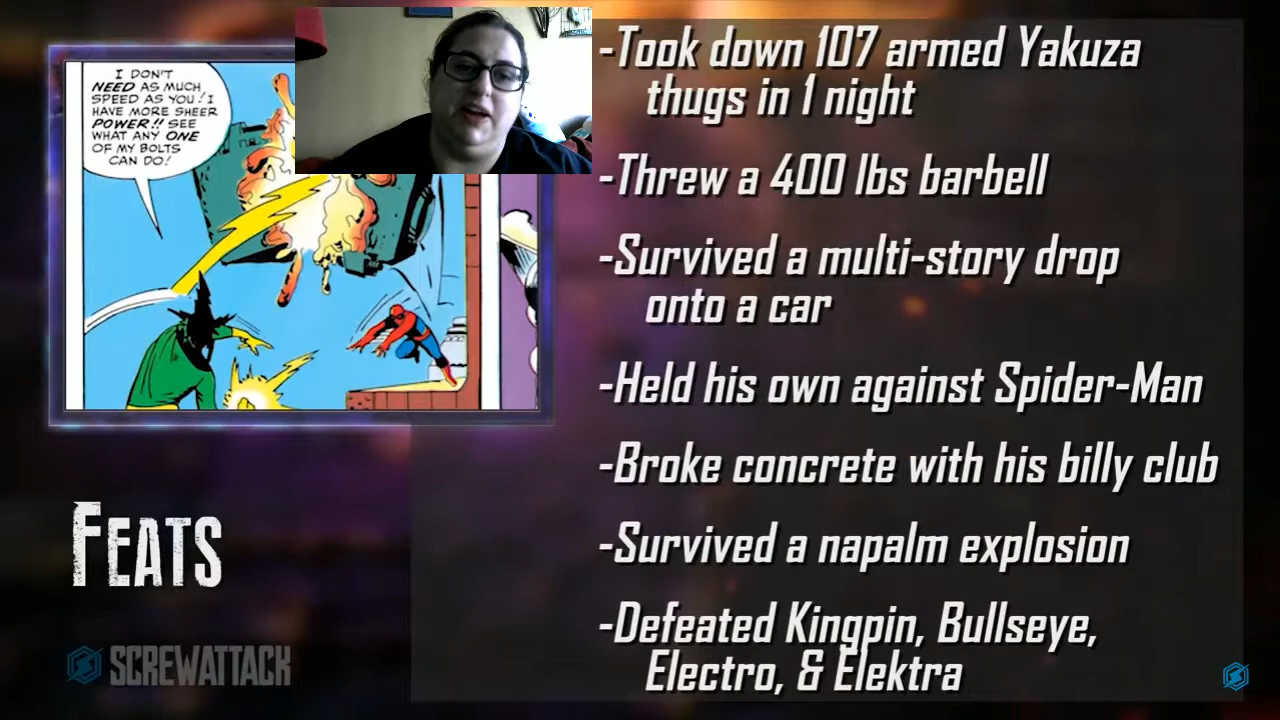 I DON'T
NEED AS MUCH
SPEED AS YOU! I
HAVE MORE SHEER
POWER!! SEE
WHAT ANY ONE
OF MY BOLTS
CAN DO!
-Took down 107 armed Yakuza
thugs in 1 night
-Threw a 400 lbs barbell
-Survived a multi-story drop
onto a car
-Held his own against Spider-Man
-Broke concrete with his billy club
-Survived a napalm explosion
-Defeated Kingpin, Bullseye,
Electro, & Elektra
FEATS
SCREWATTACK